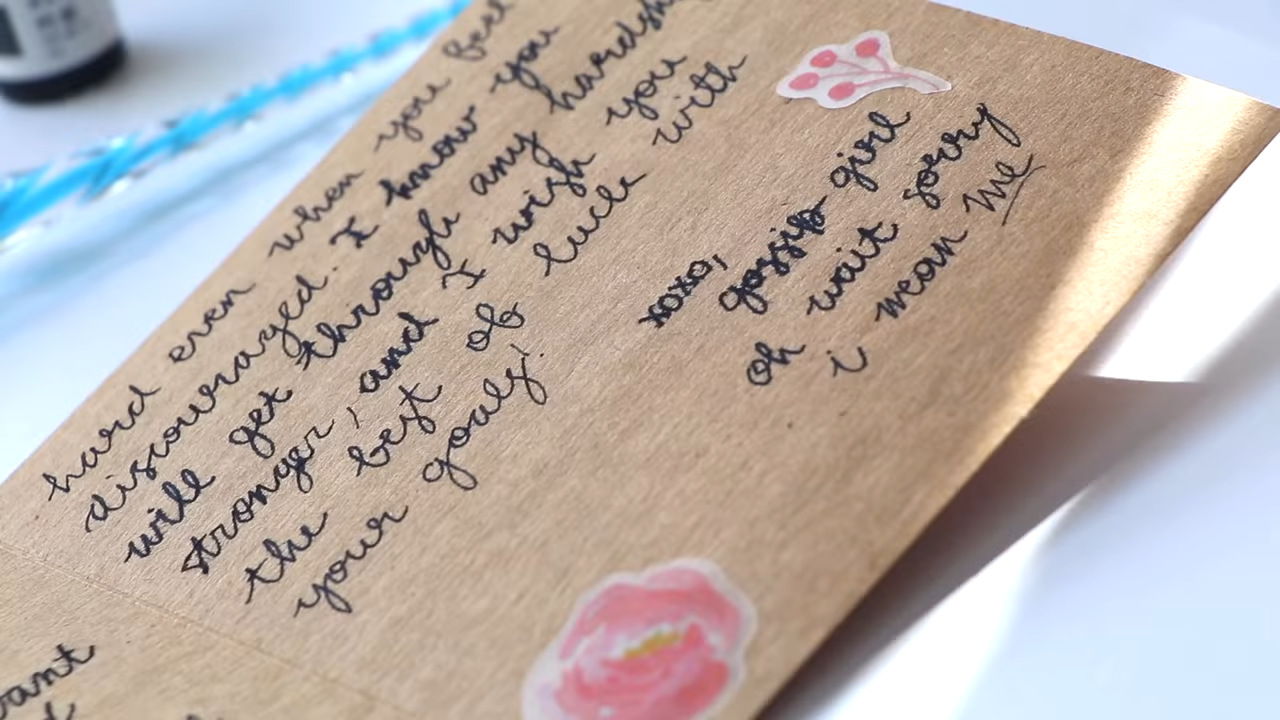 hard even when you feel
discouraged. I know you
will get through any hardship
stronger, and I wish you
the best of luck with
your goals!
xoxo,
gossip girl
oh wait sorry
i mean me
want